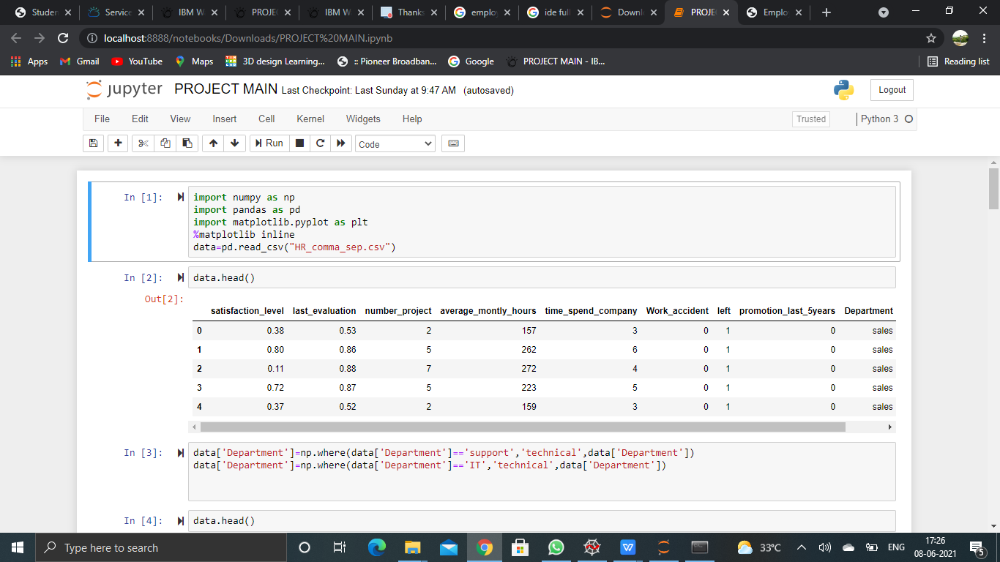 Studen
Service
IBM W
PROJEC
IBM W
Thanks
employ
ide full
Downl
PROJE
Emplo
localhost:8888/notebooks/Downloads/PROJECT%20MAIN.ipynb
Apps
Gmail
YouTube
Maps
3D design Learning...
:: Pioneer Broadban...
Google
PROJECT MAIN - IB...
Reading list
jupyter PROJECT MAIN Last Checkpoint: Last Sunday at 9:47 AM (autosaved)
Logout
File Edit View Insert Cell Kernel Widgets Help
Trusted
Python 3
Run
Code
In [1]:
import numpy as np
import pandas as pd
import matplotlib.pyplot as plt
%matplotlib inline
data=pd.read_csv("HR_comma_sep.csv")
In [2]:
data.head()
Out[2]:
satisfaction_level last_evaluation number_project average_montly_hours time_spend_company Work_accident left promotion_last_5years Department
0 0.38 0.53 2 157 3 0 1 0 sales
1 0.80 0.86 5 262 6 0 1 0 sales
2 0.11 0.88 7 272 4 0 1 0 sales
3 0.72 0.87 5 223 5 0 1 0 sales
4 0.37 0.52 2 159 3 0 1 0 sales
In [3]:
data['Department']=np.where(data['Department']=='support','technical',data['Department'])
data['Department']=np.where(data['Department']=='IT','technical',data['Department'])
In [4]:
data.head()
Type here to search
33°C
ENG
17:26
08-06-2021
5